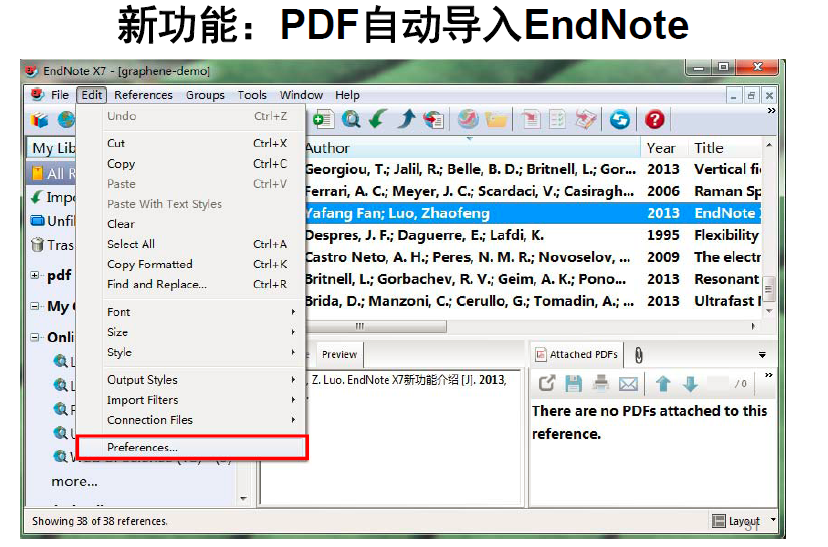 新功能：PDF自动导入EndNote
EndNote X7 - [graphene-demo]
File Edit References Groups Tools Window Help
Undo Ctrl+Z
Cut Ctrl+X
Copy Ctrl+C
Paste Ctrl+V
Paste With Text Styles
Clear
Select All Ctrl+A
Copy Formatted Ctrl+K
Find and Replace... Ctrl+R
Font
Size
Style
Output Styles
Import Filters
Connection Files
Preferences...
My Lib
All R
Impo
Unfil
Tras
pdf
My
Onli
more...
Author Year Title
Georgiou, T.; Jalil, R.; Belle, B. D.; Britnell, L.; Gor... 2013 Vertical fi
Ferrari, A. C.; Meyer, J. C.; Scardaci, V.; Casiragh... 2006 Raman Sp
Yafang Fan; Luo, Zhaofeng 2013 EndNote
Despres, J. F.; Daguerre, E.; Lafdi, K. 1995 Flexibility
Castro Neto, A. H.; Peres, N. M. R.; Novoselov, ... 2009 The electr
Britnell, L.; Gorbachev, R. V.; Geim, A. K.; Pono... 2013 Resonant
Brida, D.; Manzoni, C.; Cerullo, G.; Tomadin, A.; ... 2013 Ultrafast
Preview
, Z. Luo. EndNote X7新功能介绍 [J]. 2013,
Attached PDFs
/ 0
There are no PDFs attached to this
reference.
Showing 38 of 38 references.
Layout
31